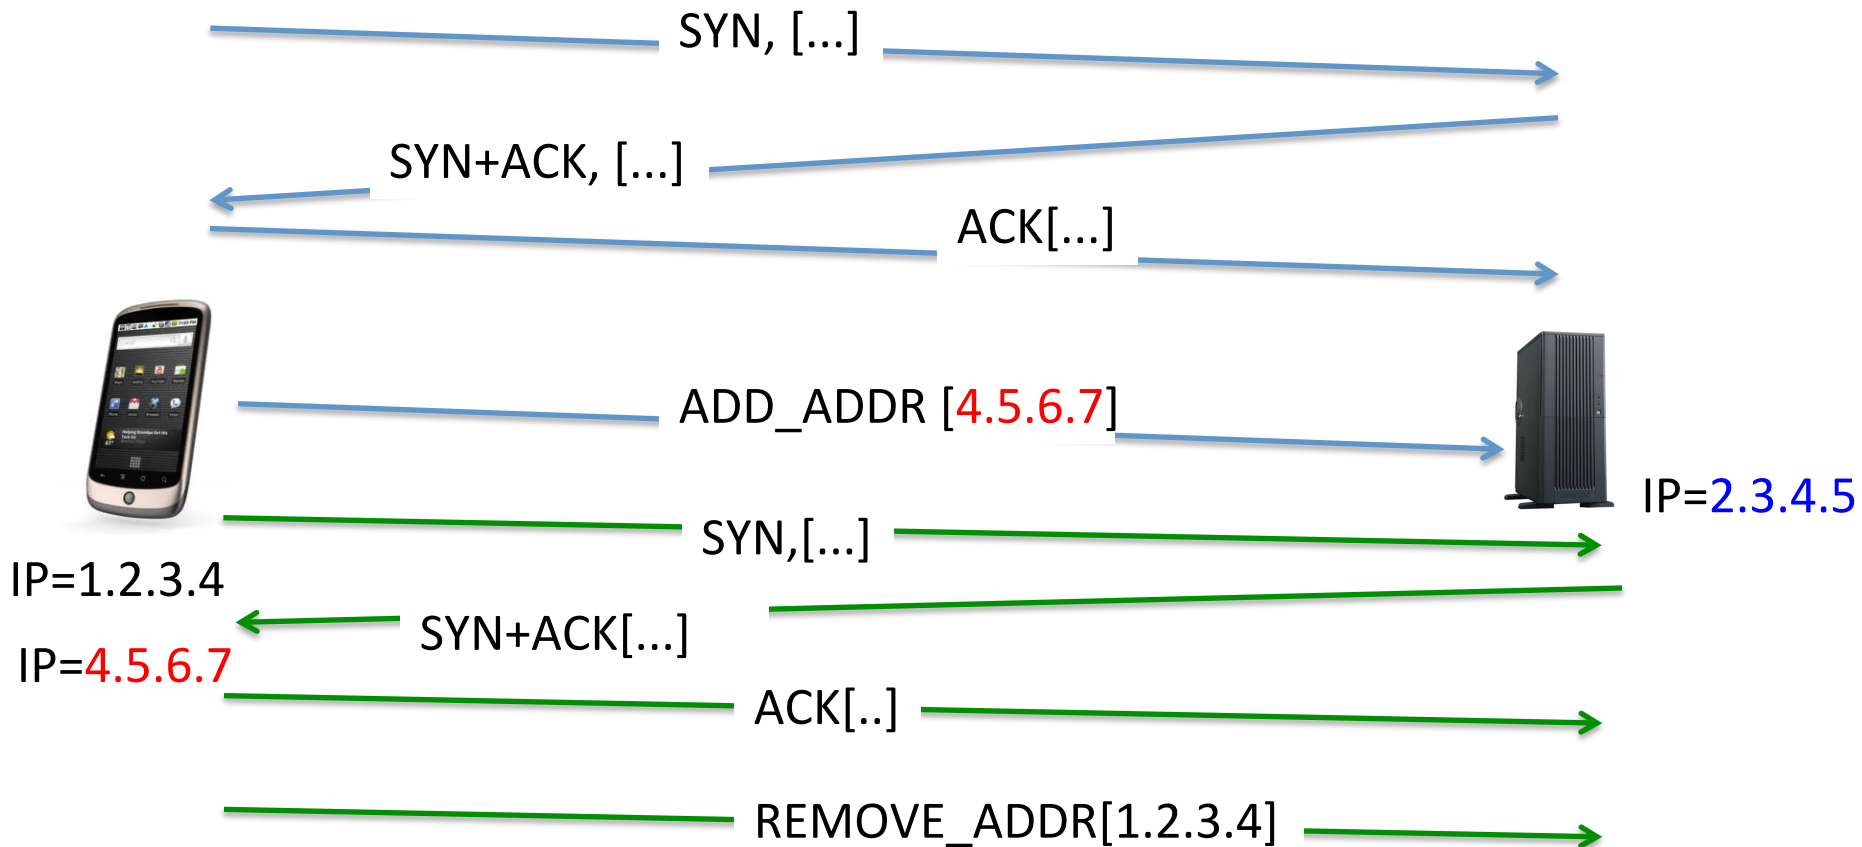 SYN, [...]
SYN+ACK, [...]
ACK[...]
ADD_ADDR [4.5.6.7]
IP=2.3.4.5
SYN,[...]
IP=1.2.3.4
SYN+ACK[...]
IP=4.5.6.7
ACK[..]
REMOVE_ADDR[1.2.3.4]